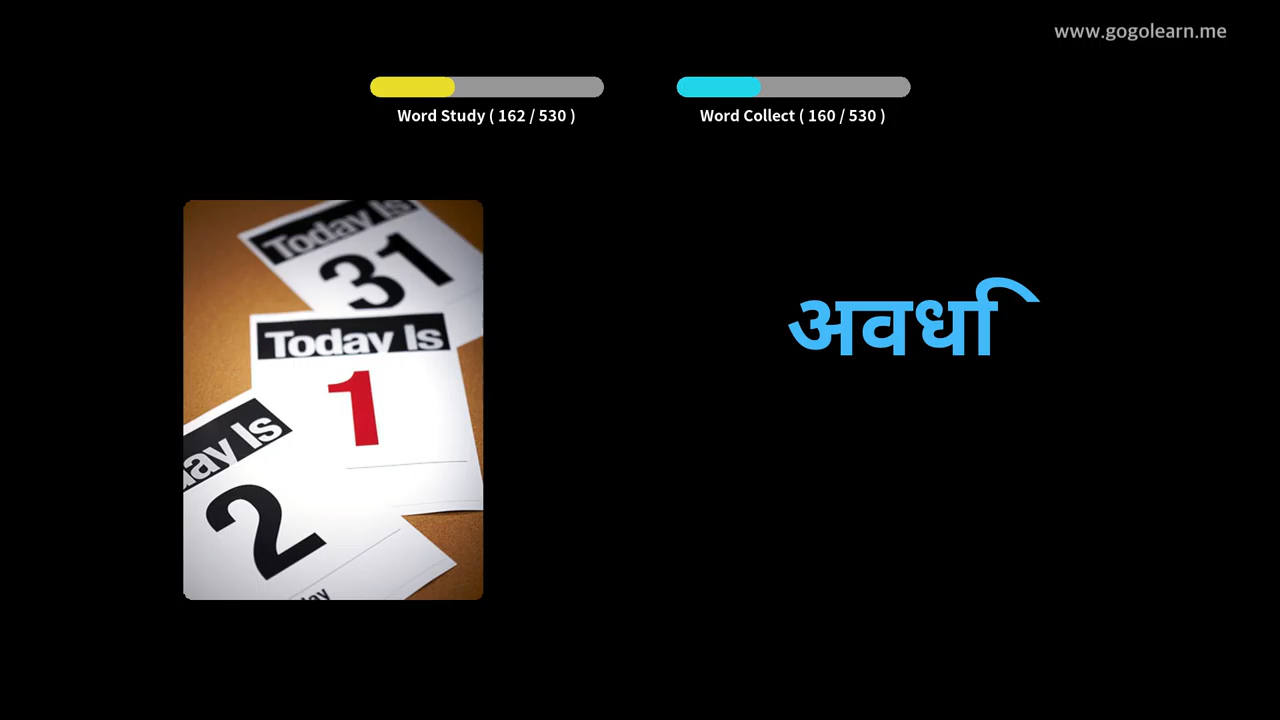 www.gogolearn.me
Word Study ( 162 / 530 )
Word Collect ( 160 / 530 )
Today Is
31
Today Is
1
ay Is
2
ay
अवधि